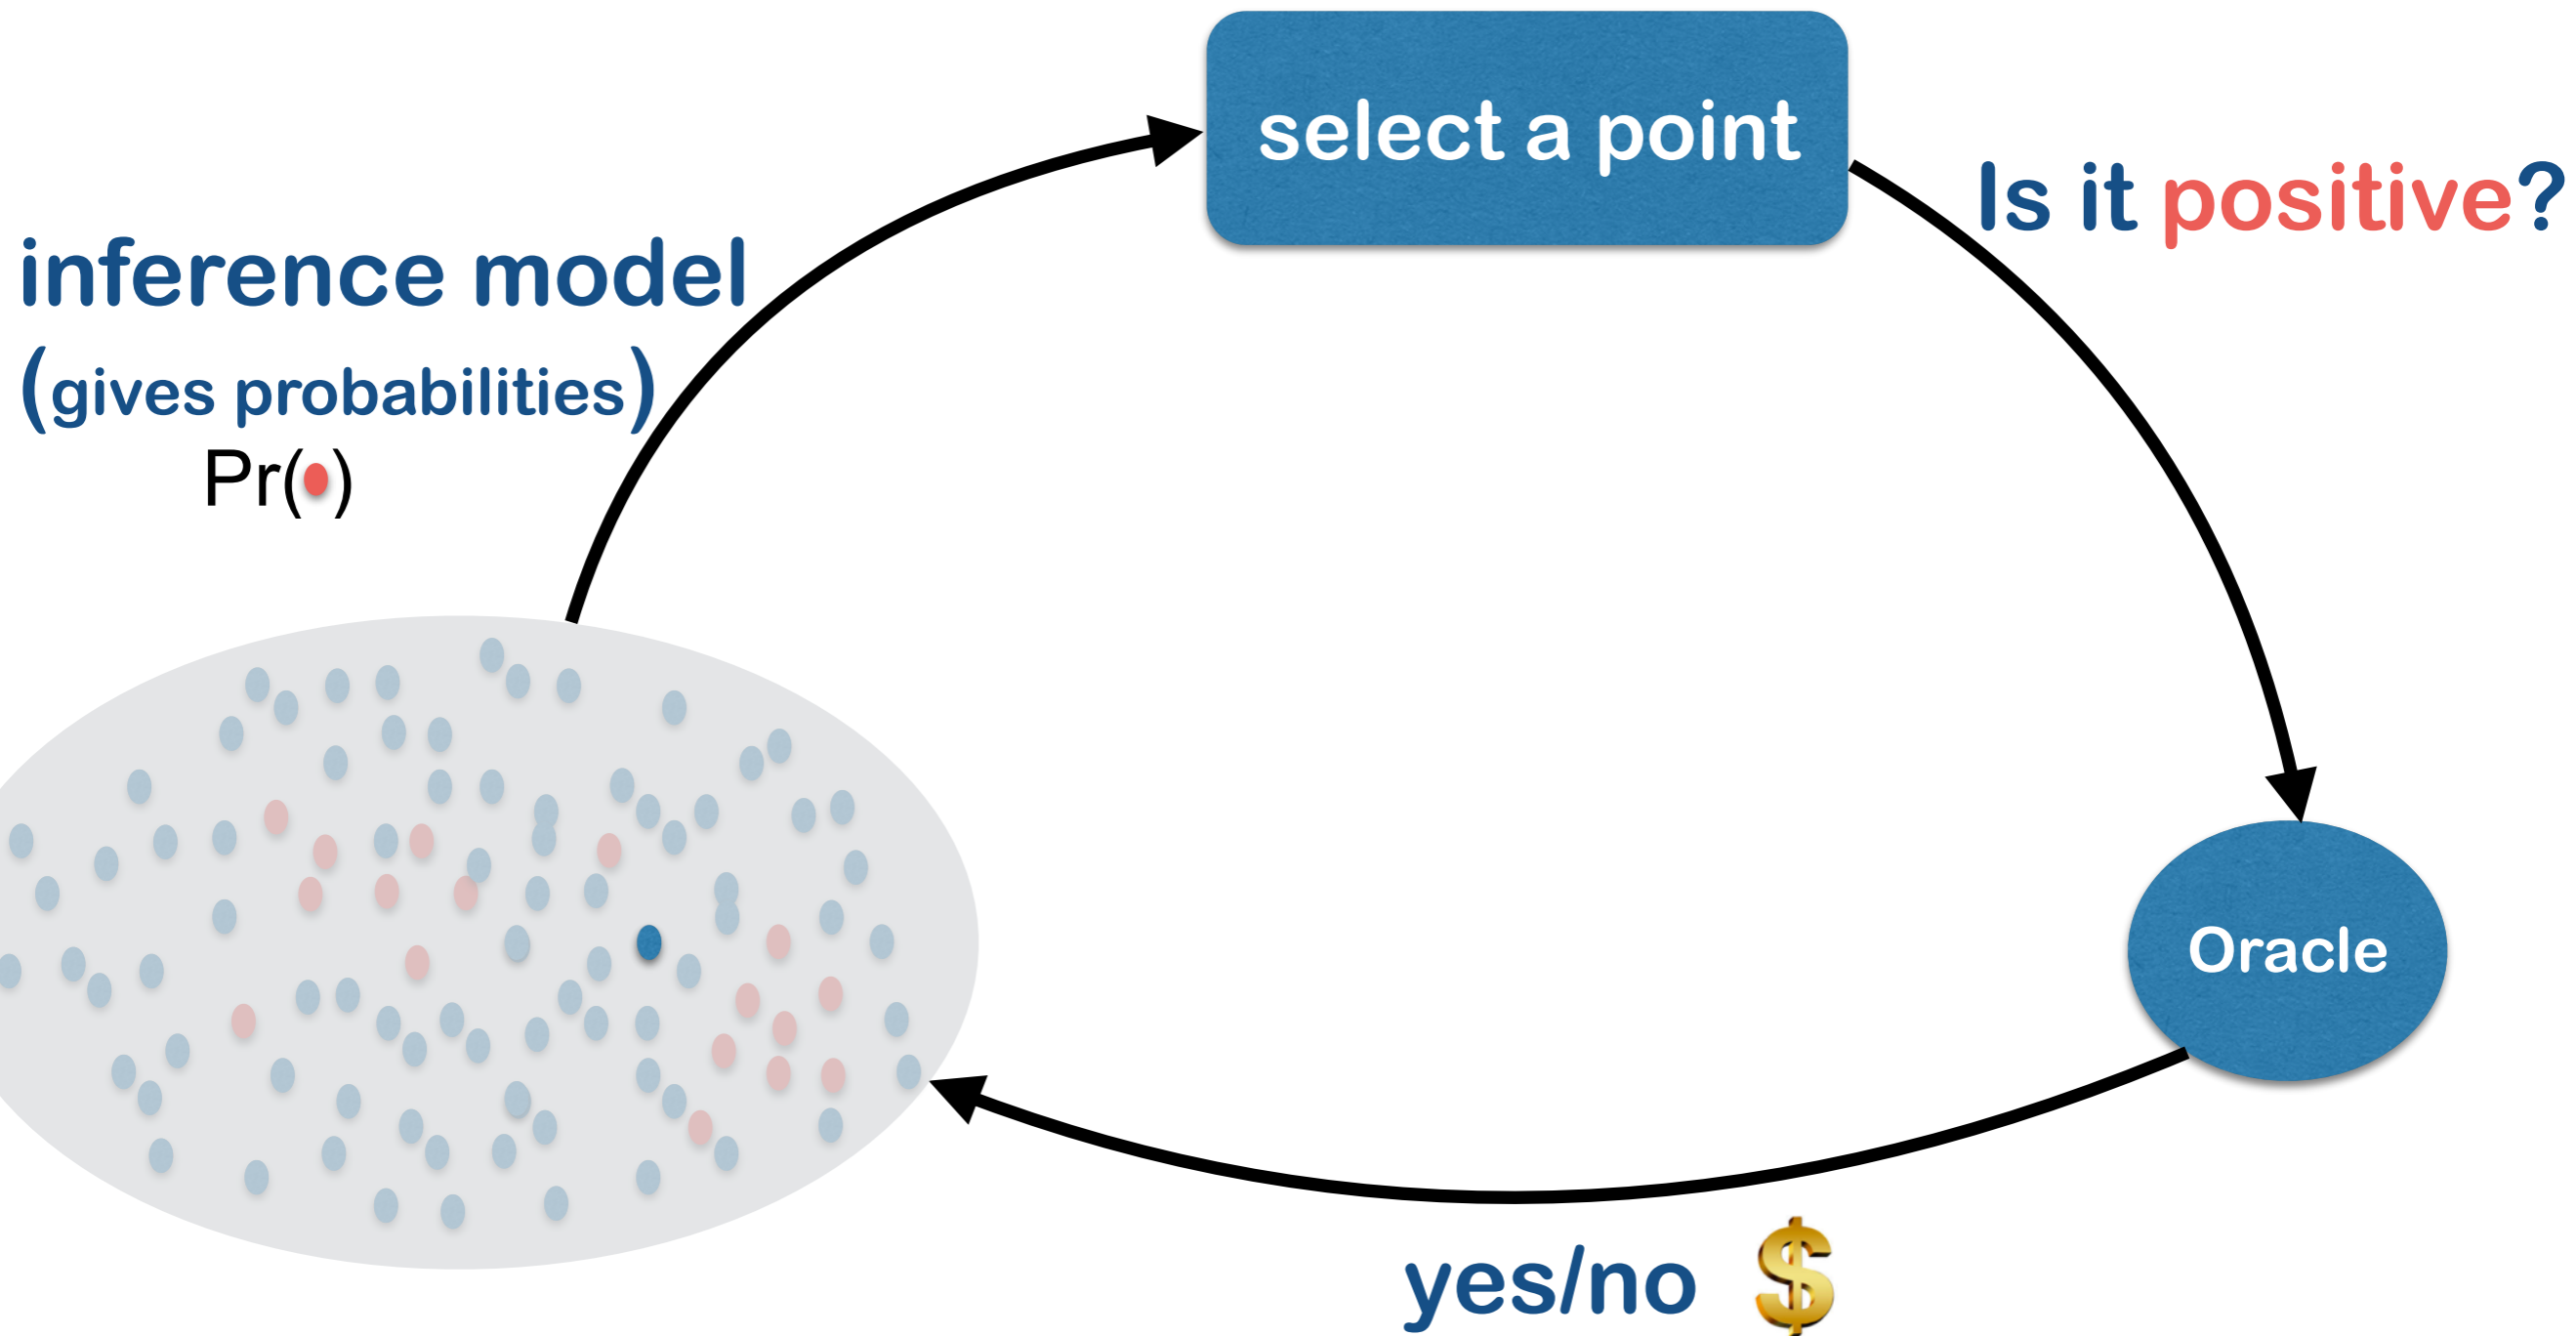 select a point
Is it positive?
inference model
(gives probabilities)
Pr( )
Oracle
yes/no $